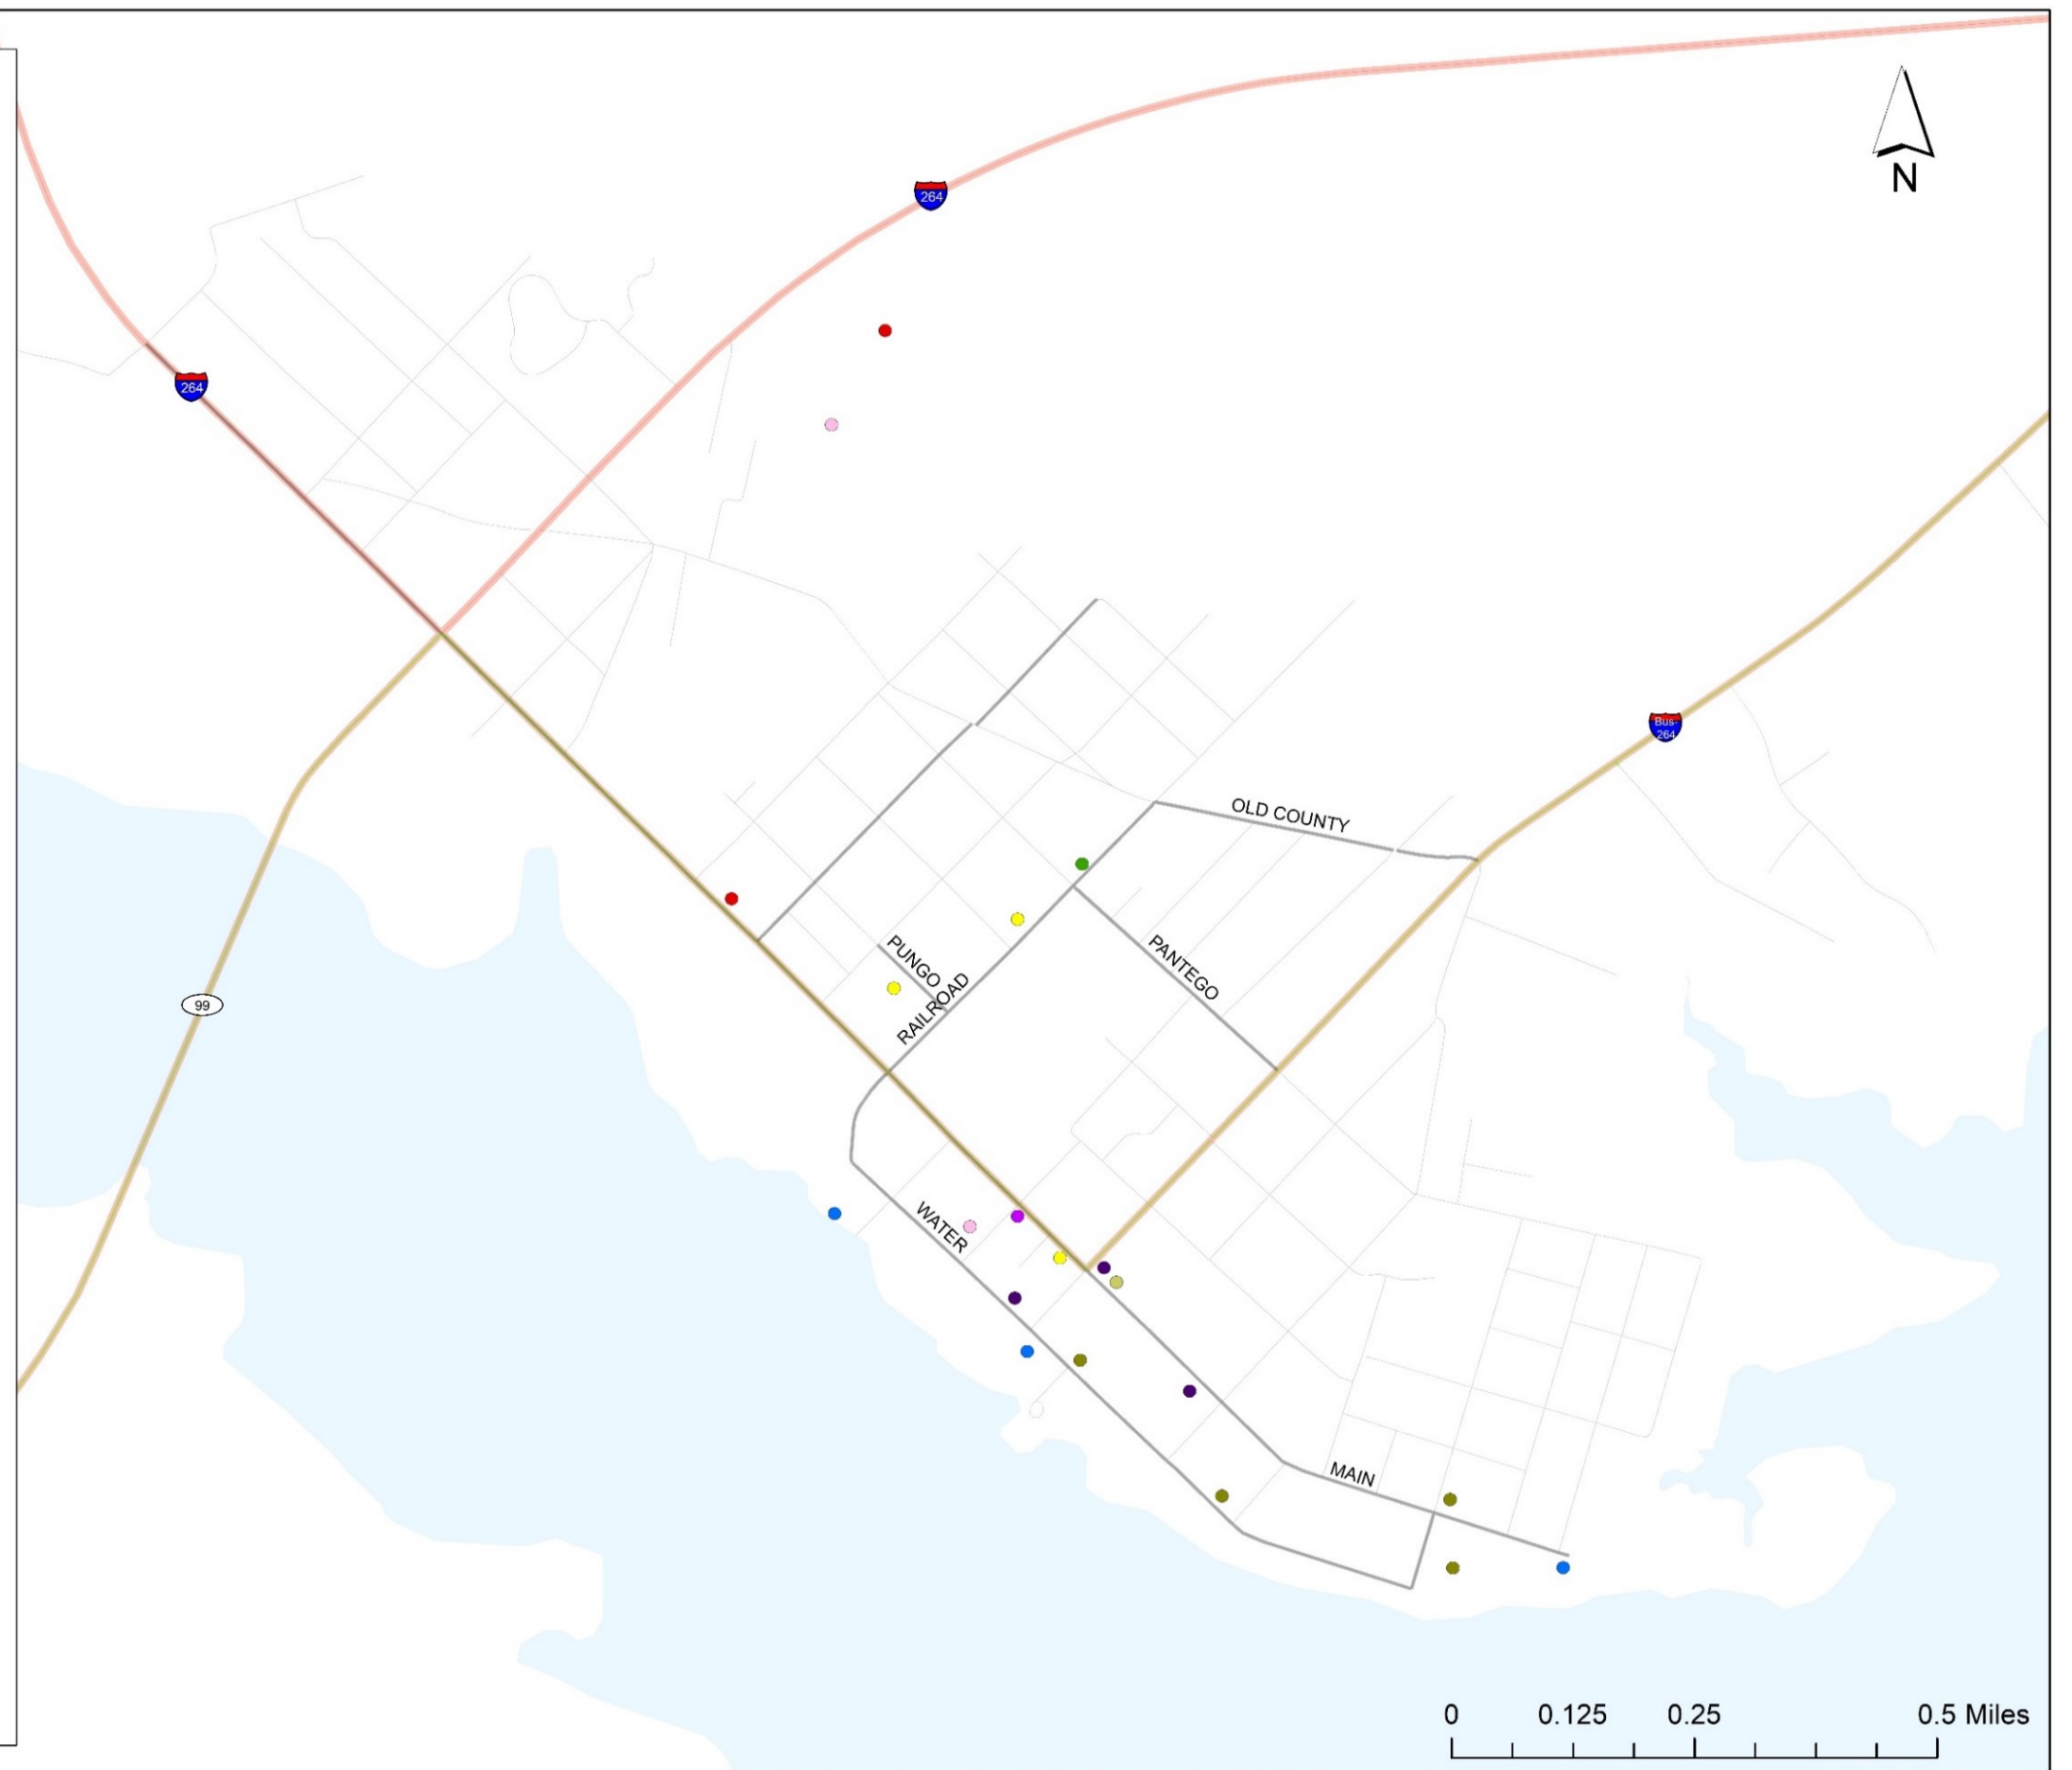 N
264
264
Bus-
264
OLD COUNTY
PUNGO
PANTEGO
RAILROAD
99
WATER
MAIN
0 0.125 0.25 0.5 Miles